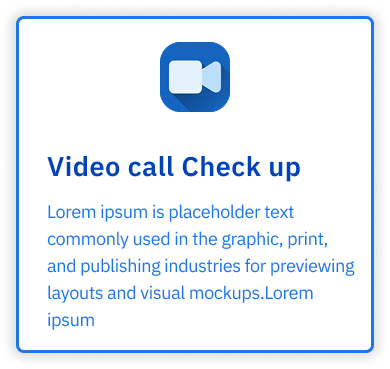 Video call Check up
Lorem ipsum is placeholder text
commonly used in the graphic, print,
and publishing industries for previewing
layouts and visual mockups.Lorem
ipsum